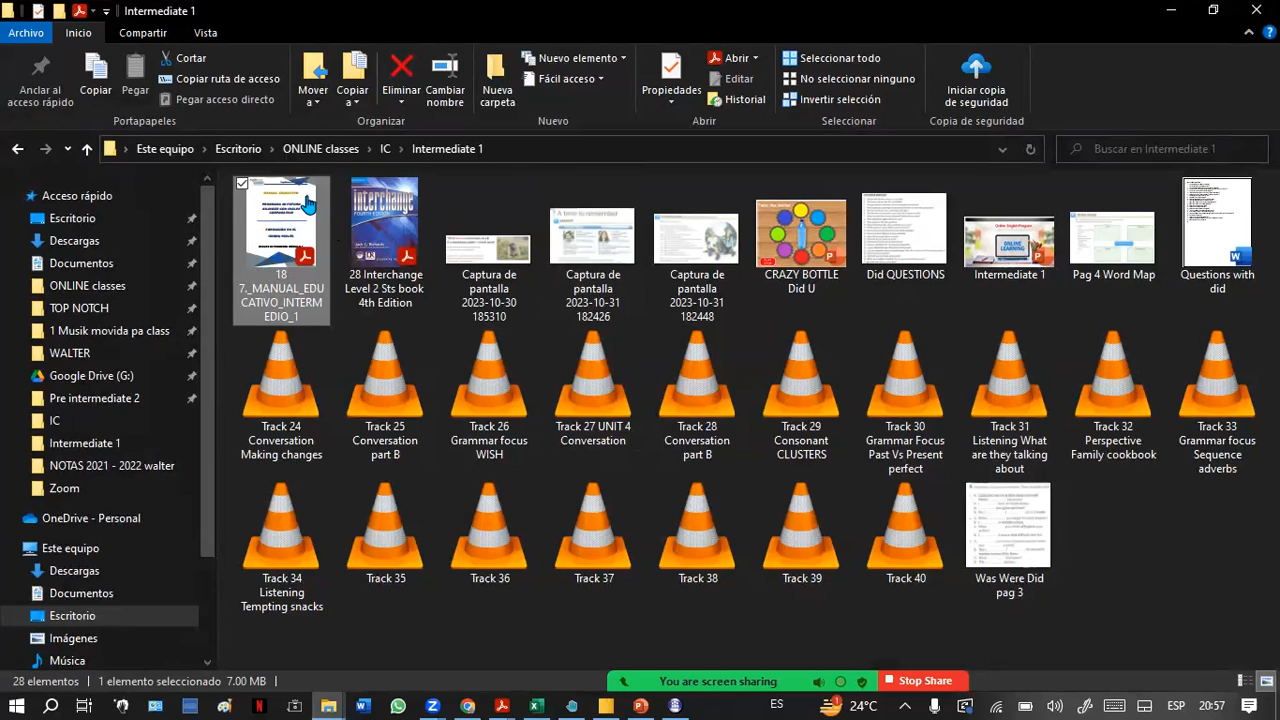 Intermediate 1
Archivo
Inicio
Compartir
Vista
Anclar al
acceso rápido
Copiar
Pegar
Cortar
Copiar ruta de acceso
Pegar acceso directo
Portapapeles
Mover
a
Copiar
a
Eliminar
Cambiar
nombre
Organizar
Nueva
carpeta
Nuevo elemento
Fácil acceso
Nuevo
Propiedades
Abrir
Editar
Historial
Abrir
Seleccionar todo
No seleccionar ninguno
Invertir selección
Seleccionar
Iniciar copia
de seguridad
Copia de seguridad
Este equipo > Escritorio > ONLINE classes > IC > Intermediate 1
Buscar en Intermediate 1
Acceso rápido
Escritorio
Descargas
Documentos
ONLINE classes
TOP NOTCH
1 Musik movida pa class
WALTER
Google Drive (G:)
Pre intermediate 2
IC
Intermediate 1
NOTAS 2021 - 2022 walter
Zoom
OneDrive - Personal
Este equipo
Descargas
Documentos
Escritorio
Imágenes
Música
18
7._MANUAL_EDU
CATIVO_INTERM
EDIO_1
interchange
28 Interchange
Level 2 Sts book
4th Edition
Captura de
pantalla
2023-10-30
185310
Captura de
pantalla
2023-10-31
182426
Captura de
pantalla
2023-10-31
182448
CRAZY BOTTLE
Did U
Did QUESTIONS
ONLINE
LEARNING
Intermediate 1
Pag 4 Word Map
Questions with
did
Track 24
Conversation
Making changes
Track 25
Conversation
part B
Track 26
Grammar focus
WISH
Track 27 UNIT 4
Conversation
Track 28
Conversation
part B
Track 29
Consonant
CLUSTERS
Track 30
Grammar Focus
Past Vs Present
perfect
Track 31
Listening What
are they talking
about
Track 32
Perspective
Family cookbook
Track 33
Grammar focus
Sequence
adverbs
Track 34
Listening
Tempting snacks
Track 35
Track 36
Track 37
Track 38
Track 39
Track 40
Was Were Did
pag 3
28 elementos
1 elemento seleccionado 7.00 MB
You are screen sharing
Stop Share
ES
24°C
ESP
20:57